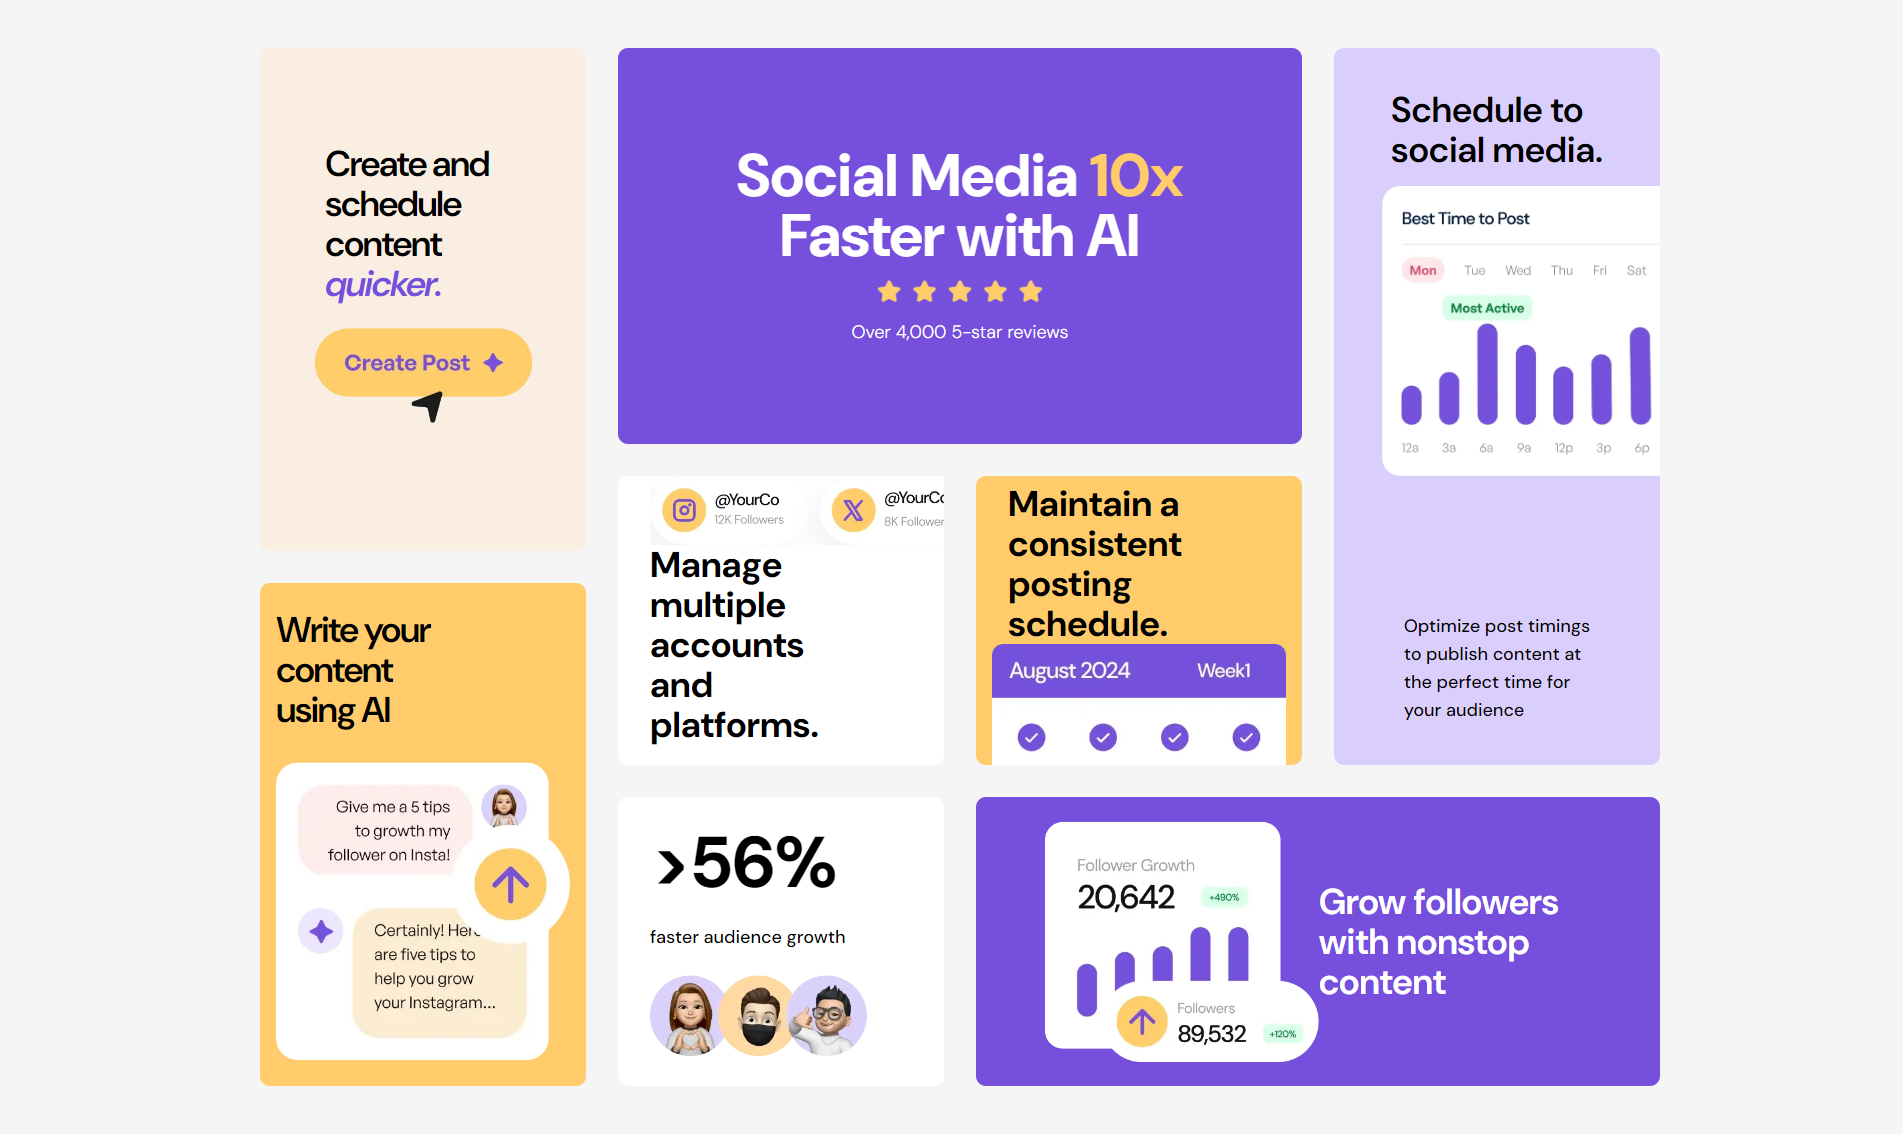 Create and
schedule
content
quicker.
Create Post
Social Media 10x
Faster with AI
Over 4,000 5-star reviews
Schedule to
social media.
Best Time to Post
Mon Tue Wed Thu Fri Sat
Most Active
12a 3a 6a 9a 12p 3p 6p
Optimize post timings
to publish content at
the perfect time for
your audience
@YourCo
12K Followers
@YourCo
8K Follower
Manage
multiple
accounts
and
platforms.
Maintain a
consistent
posting
schedule.
August 2024 Week1
Write your
content
using AI
Give me a 5 tips
to growth my
follower on Insta!
Certainly! Here
are five tips to
help you grow
your Instagram...
>56%
faster audience growth
Follower Growth
20,642 +490%
Followers
89,532 +120%
Grow followers
with nonstop
content